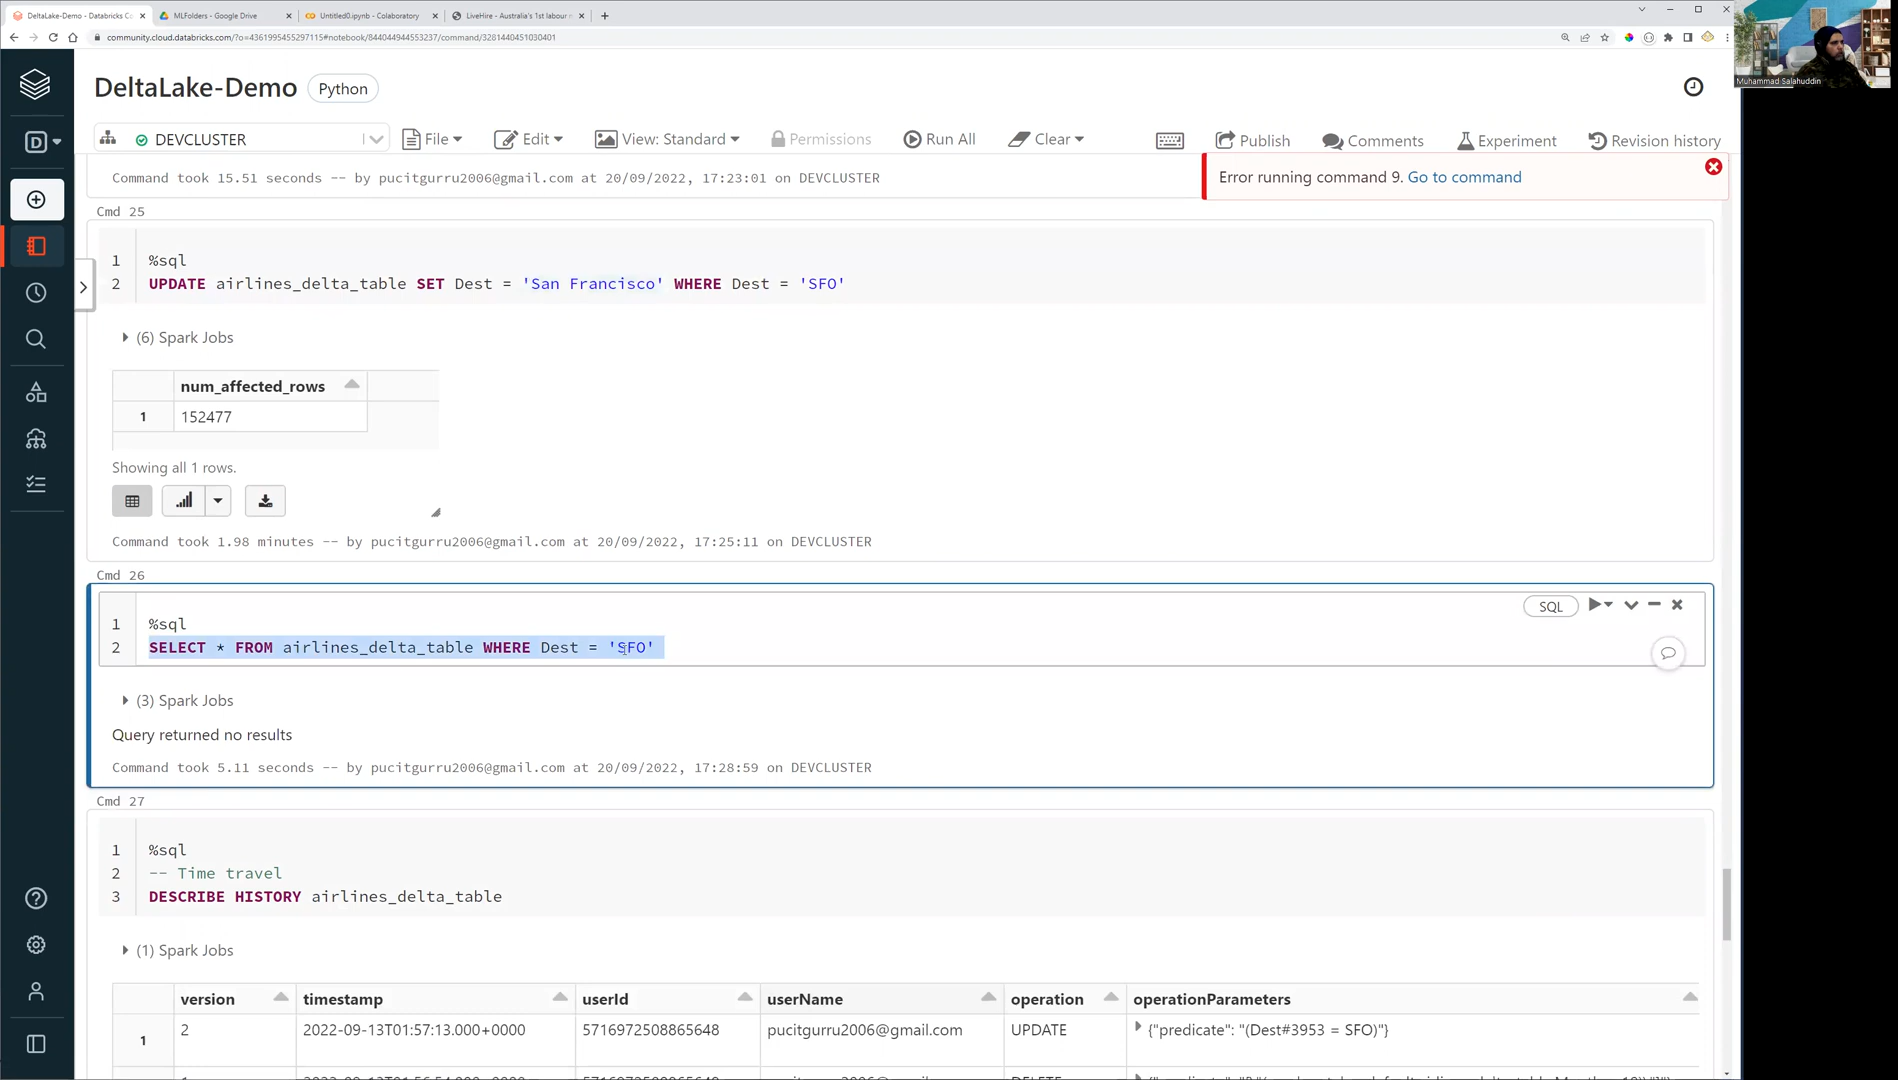 DeltaLake-Demo - Databricks Co
MLFolders - Google Drive
Untitled0.ipynb - Colaboratory
LiveHire - Australia's 1st labour
community.cloud.databricks.com/?o=4361995455297115#notebook/844044944553237/command/3281440451030401
Muhammad Salahuddin
DeltaLake-Demo
Python
DEVCLUSTER
File
Edit
View: Standard
Permissions
Run All
Clear
Publish
Comments
Experiment
Revision history
Error running command 9. Go to command
Command took 15.51 seconds -- by pucitgurru2006@gmail.com at 20/09/2022, 17:23:01 on DEVCLUSTER
Cmd 25
1 %sql
2 UPDATE airlines_delta_table SET Dest = 'San Francisco' WHERE Dest = 'SFO'
(6) Spark Jobs
num_affected_rows
1 152477
Showing all 1 rows.
Command took 1.98 minutes -- by pucitgurru2006@gmail.com at 20/09/2022, 17:25:11 on DEVCLUSTER
Cmd 26
SQL
1 %sql
2 SELECT * FROM airlines_delta_table WHERE Dest = 'SFO'
(3) Spark Jobs
Query returned no results
Command took 5.11 seconds -- by pucitgurru2006@gmail.com at 20/09/2022, 17:28:59 on DEVCLUSTER
Cmd 27
1 %sql
2 -- Time travel
3 DESCRIBE HISTORY airlines_delta_table
(1) Spark Jobs
version timestamp userId userName operation operationParameters
1 2 2022-09-13T01:57:13.000+0000 5716972508865648 pucitgurru2006@gmail.com UPDATE {"predicate": "(Dest#3953 = SFO)"}